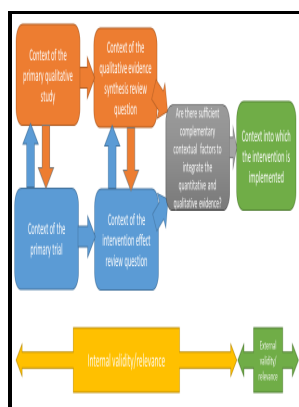 Context of the
primary qualitative
study
Context of the
qualitative evidence
synthesis review
question
Are there sufficient
complementary
contextual factors to
integrate the
quantitative and
qualitative evidence?
Context into which
the intervention is
implemented
Context of the
primary trial
Context of the
intervention effect
review question
Internal validity/relevance
External
validity/
relevance